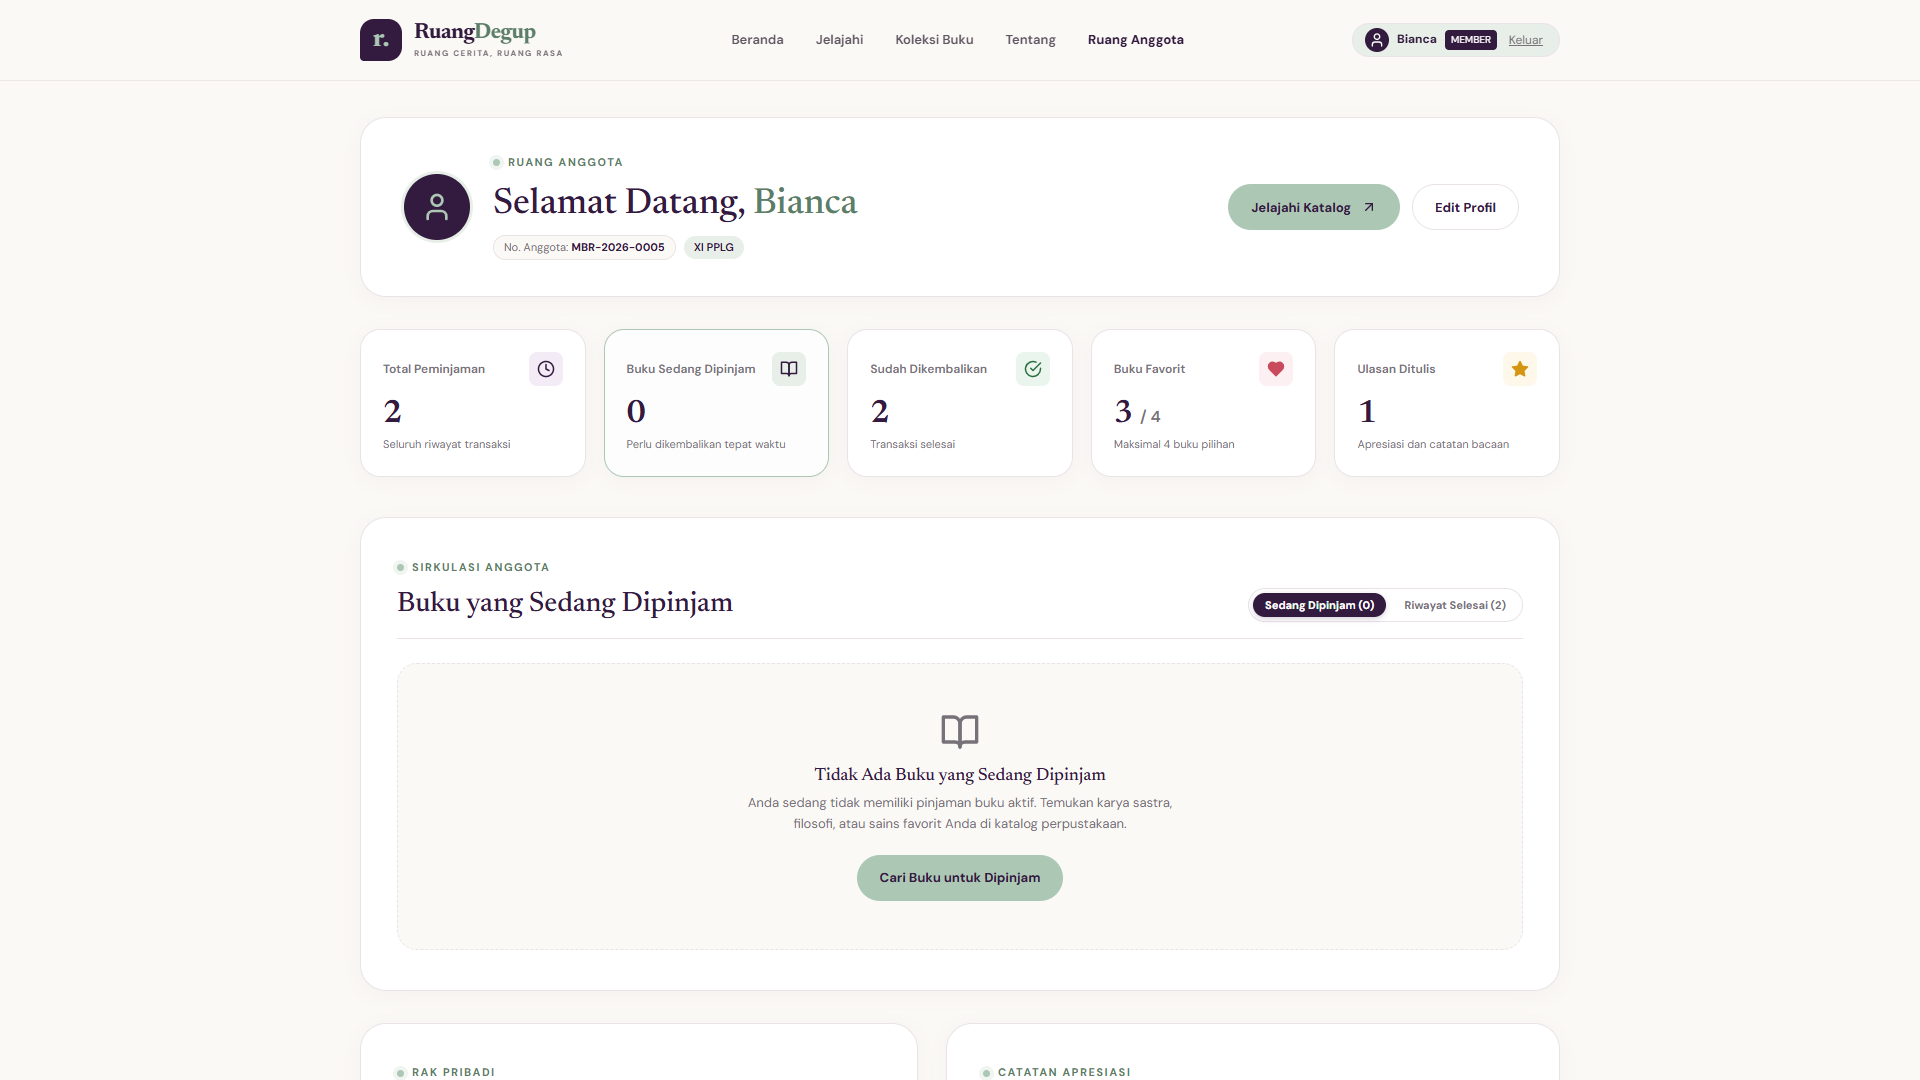 r.
RuangDegup
RUANG CERITA, RUANG RASA
Beranda
Jelajahi
Koleksi Buku
Tentang
Ruang Anggota
Bianca
MEMBER
Keluar
RUANG ANGGOTA
Selamat Datang, Bianca
No. Anggota: MBR-2026-0005
XI PPLG
Jelajahi Katalog
Edit Profil
Total Peminjaman
2
Seluruh riwayat transaksi
Buku Sedang Dipinjam
0
Perlu dikembalikan tepat waktu
Sudah Dikembalikan
2
Transaksi selesai
Buku Favorit
3 / 4
Maksimal 4 buku pilihan
Ulasan Ditulis
1
Apresiasi dan catatan bacaan
SIRKULASI ANGGOTA
Buku yang Sedang Dipinjam
Sedang Dipinjam (0)
Riwayat Selesai (2)
Tidak Ada Buku yang Sedang Dipinjam
Anda sedang tidak memiliki pinjaman buku aktif. Temukan karya sastra,
filosofi, atau sains favorit Anda di katalog perpustakaan.
Cari Buku untuk Dipinjam
RAK PRIBADI
CATATAN APRESIASI